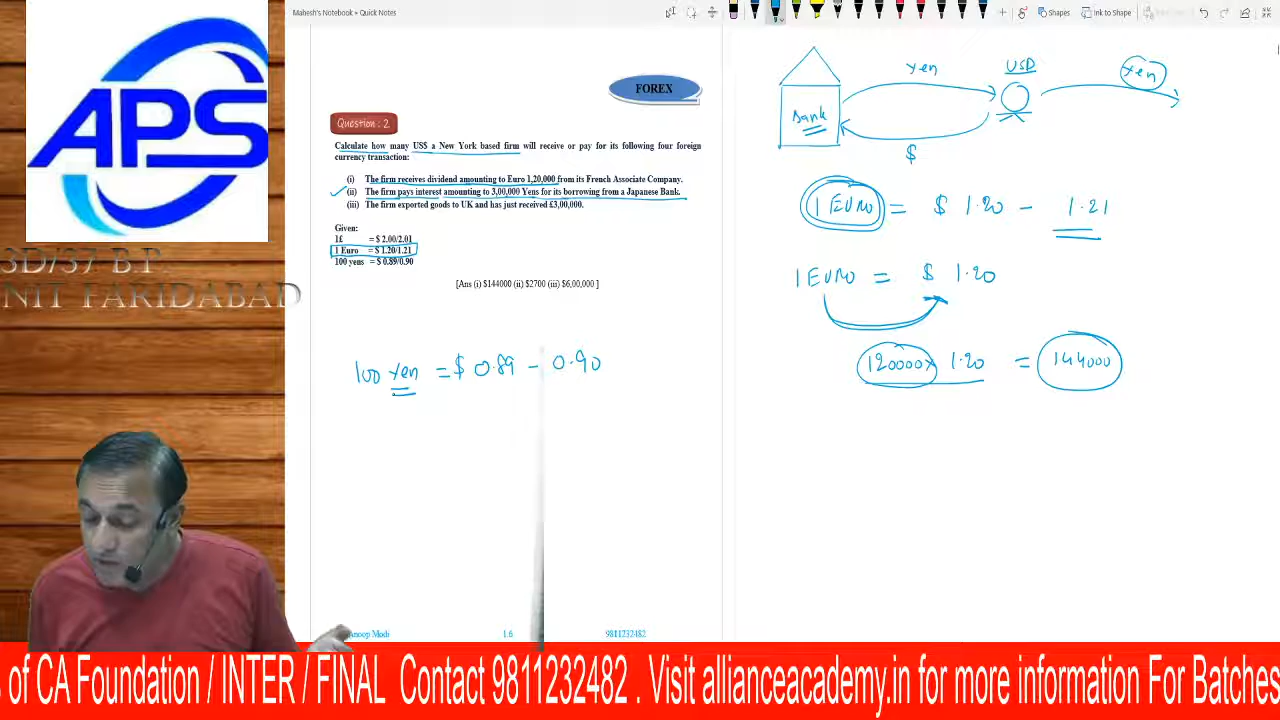 Mahesh's Notebook » Quick Notes
Shapes
Ink to Shape
APS
3D/37 B.P.
NIT FARIDABAD
FOREX
Question : 2
Calculate how many US$ a New York based firm will receive or pay for its following four foreign
currency transaction:
(i) The firm receives dividend amounting to Euro 1,20,000 from its French Associate Company.
(ii) The firm pays interest amounting to 3,00,000 Yens for its borrowing from a Japanese Bank.
(iii) The firm exported goods to UK and has just received £3,00,000.
Given:
1£ = $ 2.00/2.01
1 Euro = $ 1.20/1.21
100 yens = $ 0.89/0.90
[Ans (i) $144000 (ii) $2700 (iii) $6,00,000 ]
100 Yen = $ 0.89 - 0.90
Anoop Modi 1.6 9811232482
Yen USD Yen
Bank
$
1 EURO = $ 1.20 - 1.21
1 EURO = $ 1.20
120000 x 1.20 = 144000
s of CA Foundation / INTER / FINAL Contact 9811232482 . Visit allianceacademy.in for more information For Batches